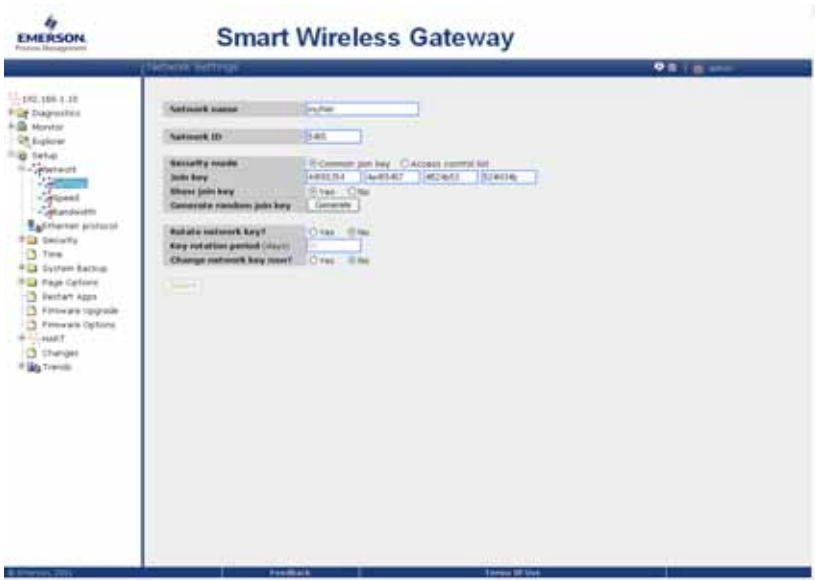 EMERSON
Process Management
Smart Wireless Gateway
Network Settings
admin
192.168.1.10
Diagnostics
Monitor
Explorer
Setup
Network
Settings
Speed
Bandwidth
Ethernet protocol
Security
Time
System Backup
Page Options
Restart Apps
Firmware Upgrade
Firmware Options
HART
Changes
Trends
Network name myNet
Network ID
Security mode Common join key Access control list
Join key
Show join key Yes No
Generate random join key Generate
Rotate network key? Yes No
Key rotation period (days)
Change network key now? Yes No
Submit
Feedback Terms Of Use